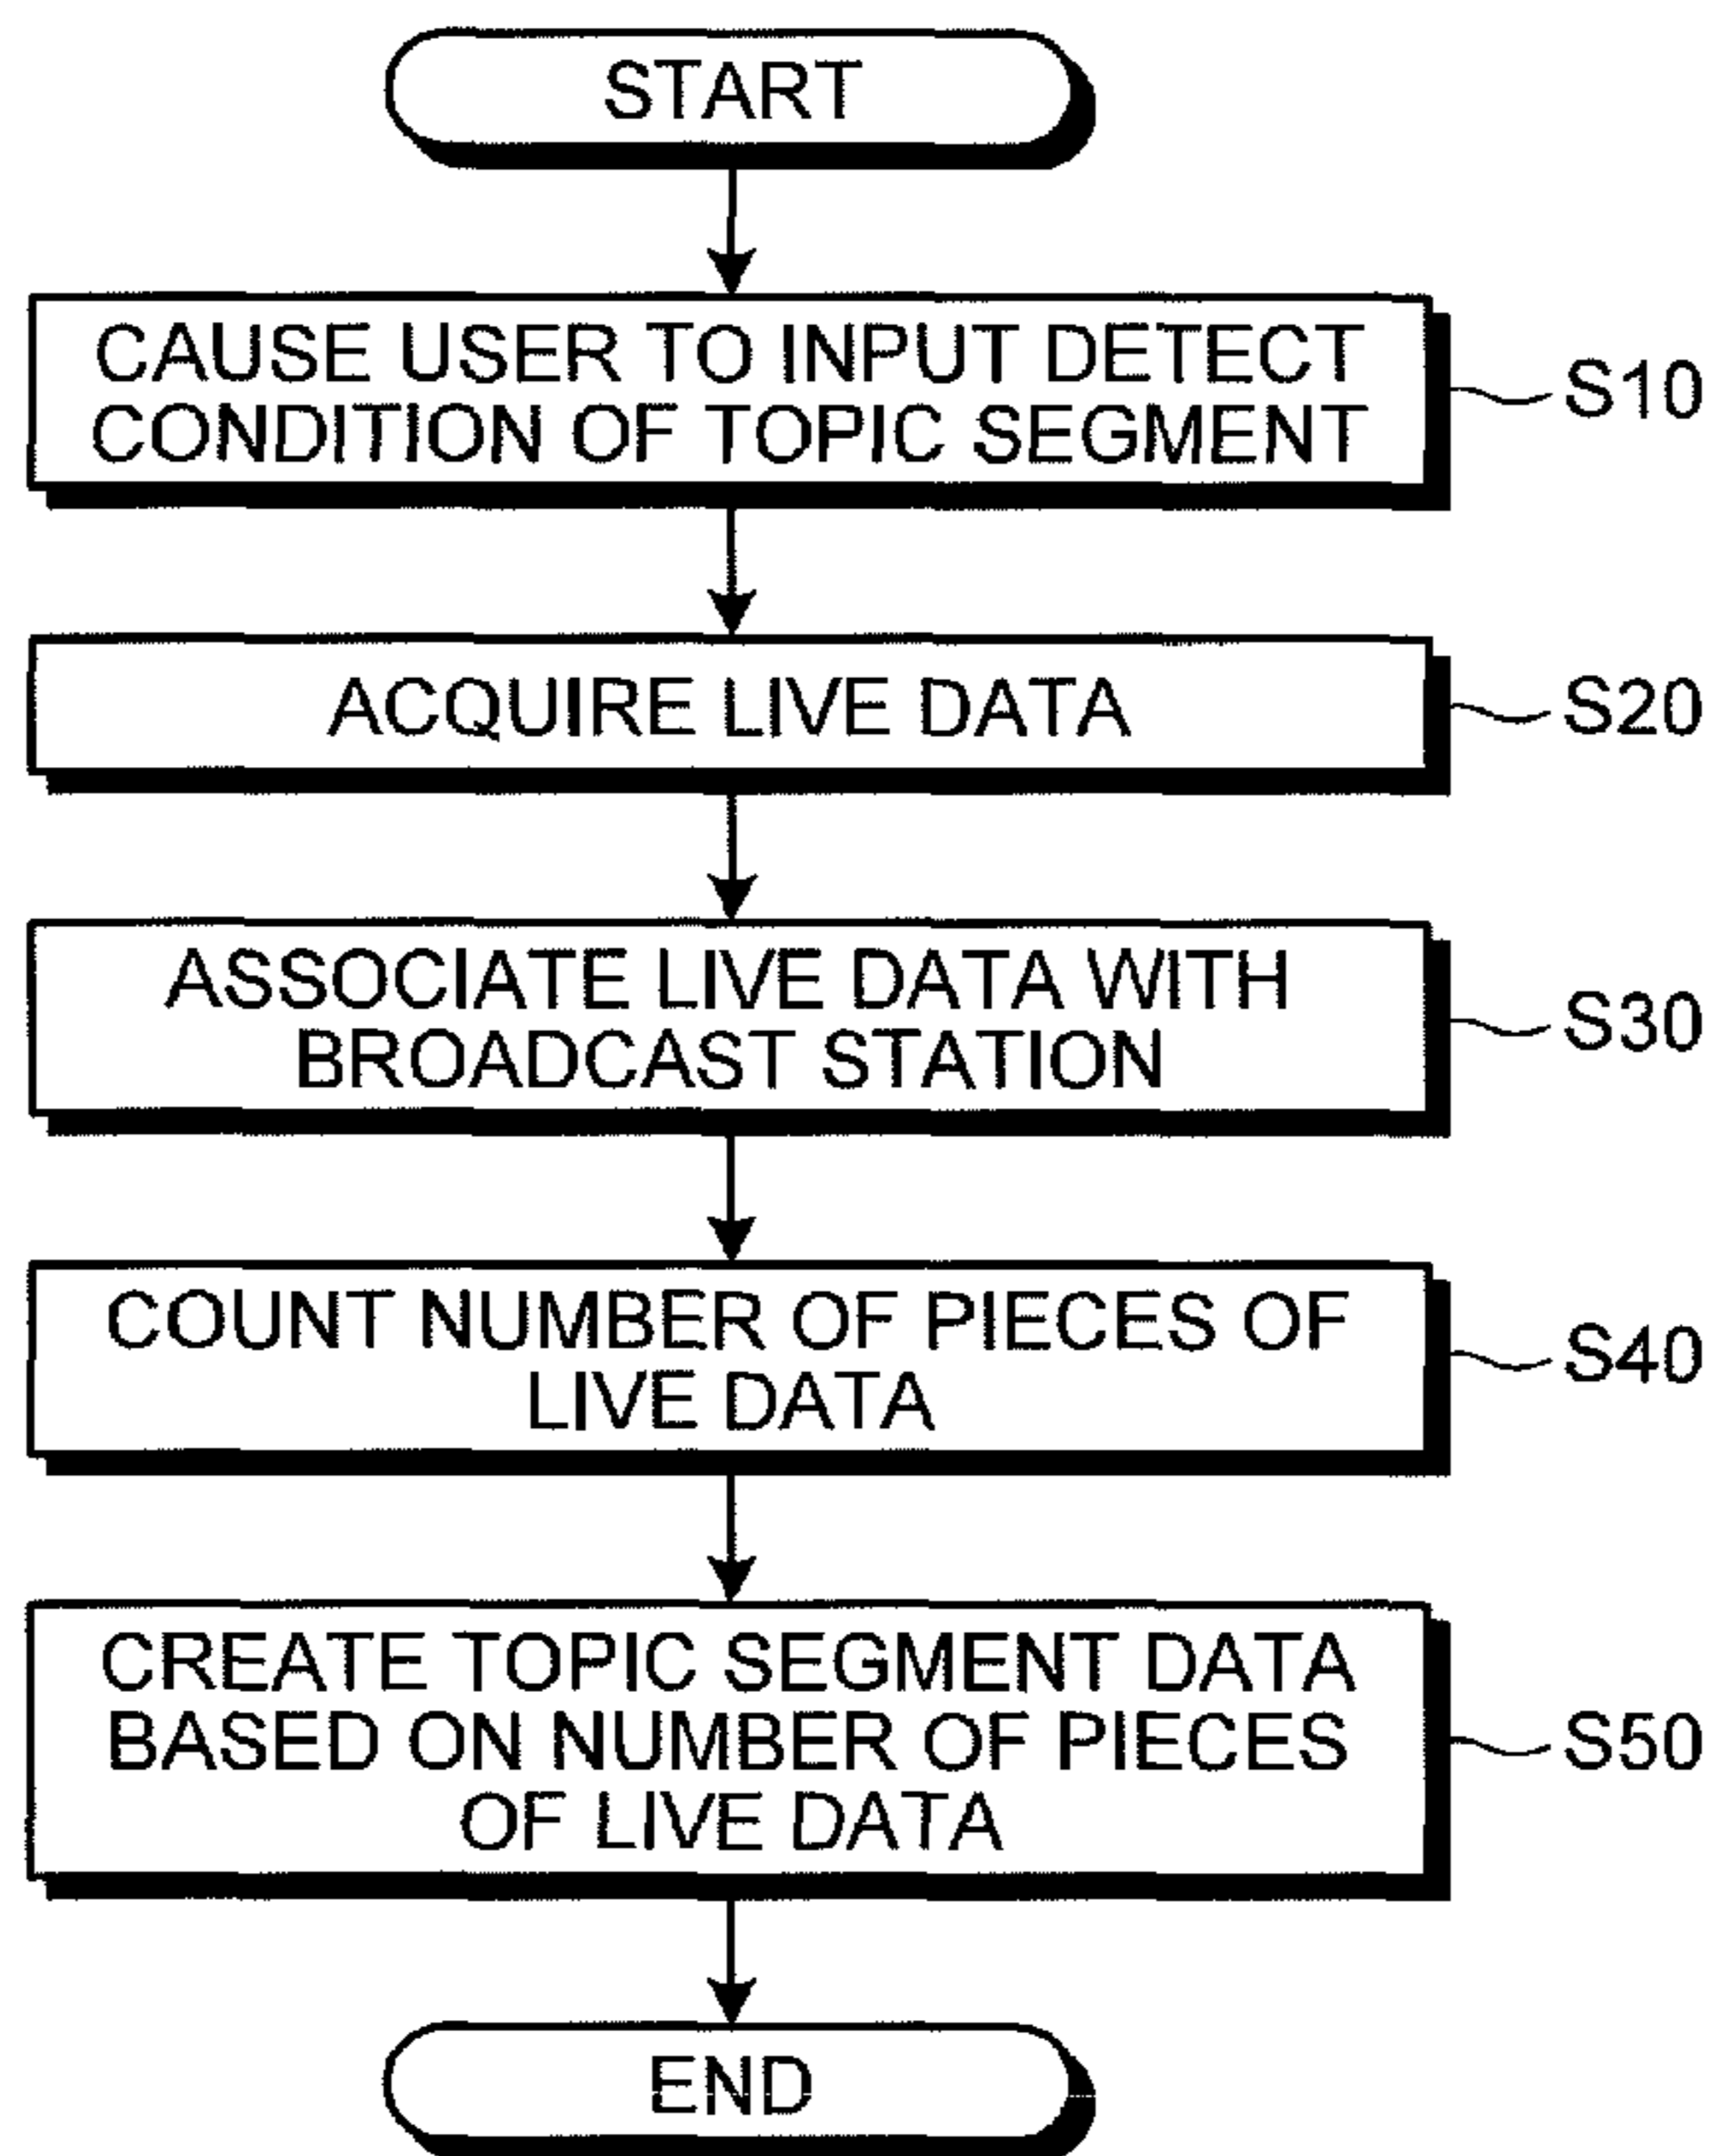 START
CAUSE USER TO INPUT DETECT
CONDITION OF TOPIC SEGMENT
S10
ACQUIRE LIVE DATA
S20
ASSOCIATE LIVE DATA WITH
BROADCAST STATION
S30
COUNT NUMBER OF PIECES OF
LIVE DATA
S40
CREATE TOPIC SEGMENT DATA
BASED ON NUMBER OF PIECES
OF LIVE DATA
S50
END